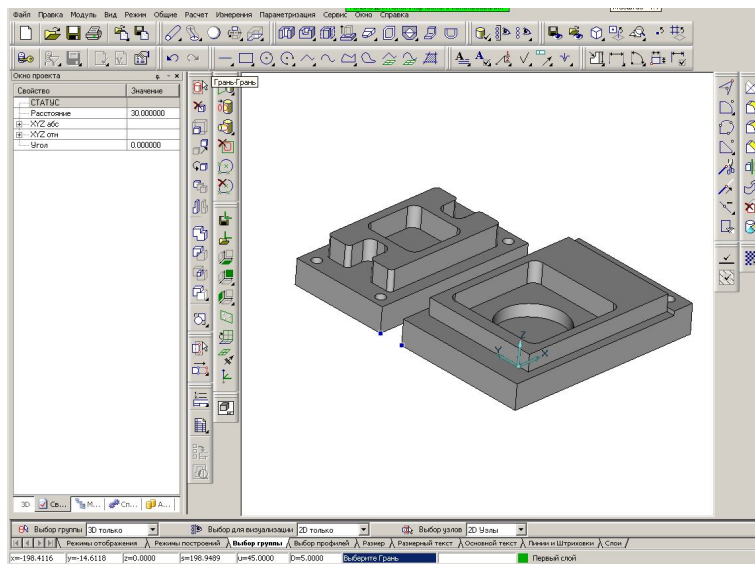 Файл Правка Модуль Вид Режим Общие Расчет Измерения Параметризация Сервис Окно Справка
Окно проекта
Грань-Грань
Свойство Значение
СТАТУС
Расстояние 30.000000
XYZ абс
XYZ отн
Угол 0.000000
Z
Y X
3D Св... М... Сп... А...
Выбор группы 3D только Выбор для визуализации 2D только Выбор узлов 2D Узлы
Режимы отображения Режимы построений Выбор группы Выбор профилей Размер Размерный текст Основной текст Линии и Штриховки Слои
x=-198.4116 y=-14.6118 z=0.0000 s=198.9489 u=45.0000 D=5.0000 Выберите Грань Первый слой